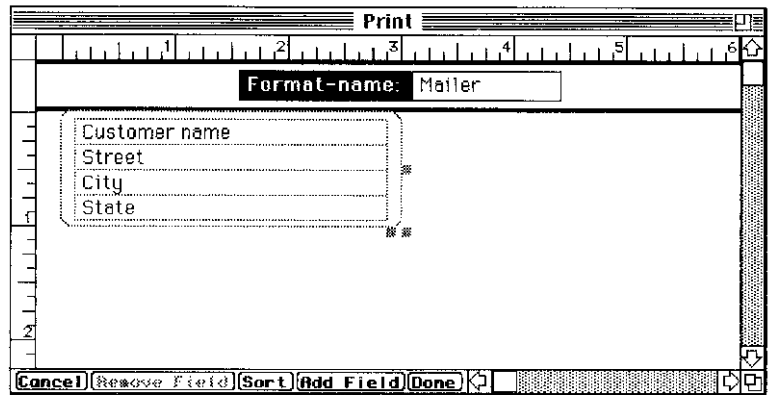 Print
1 2 3 4 5 6
Format-name: Mailer
Customer name
Street
City
State
1
2
Cancel Remove Field Sort Add Field Done